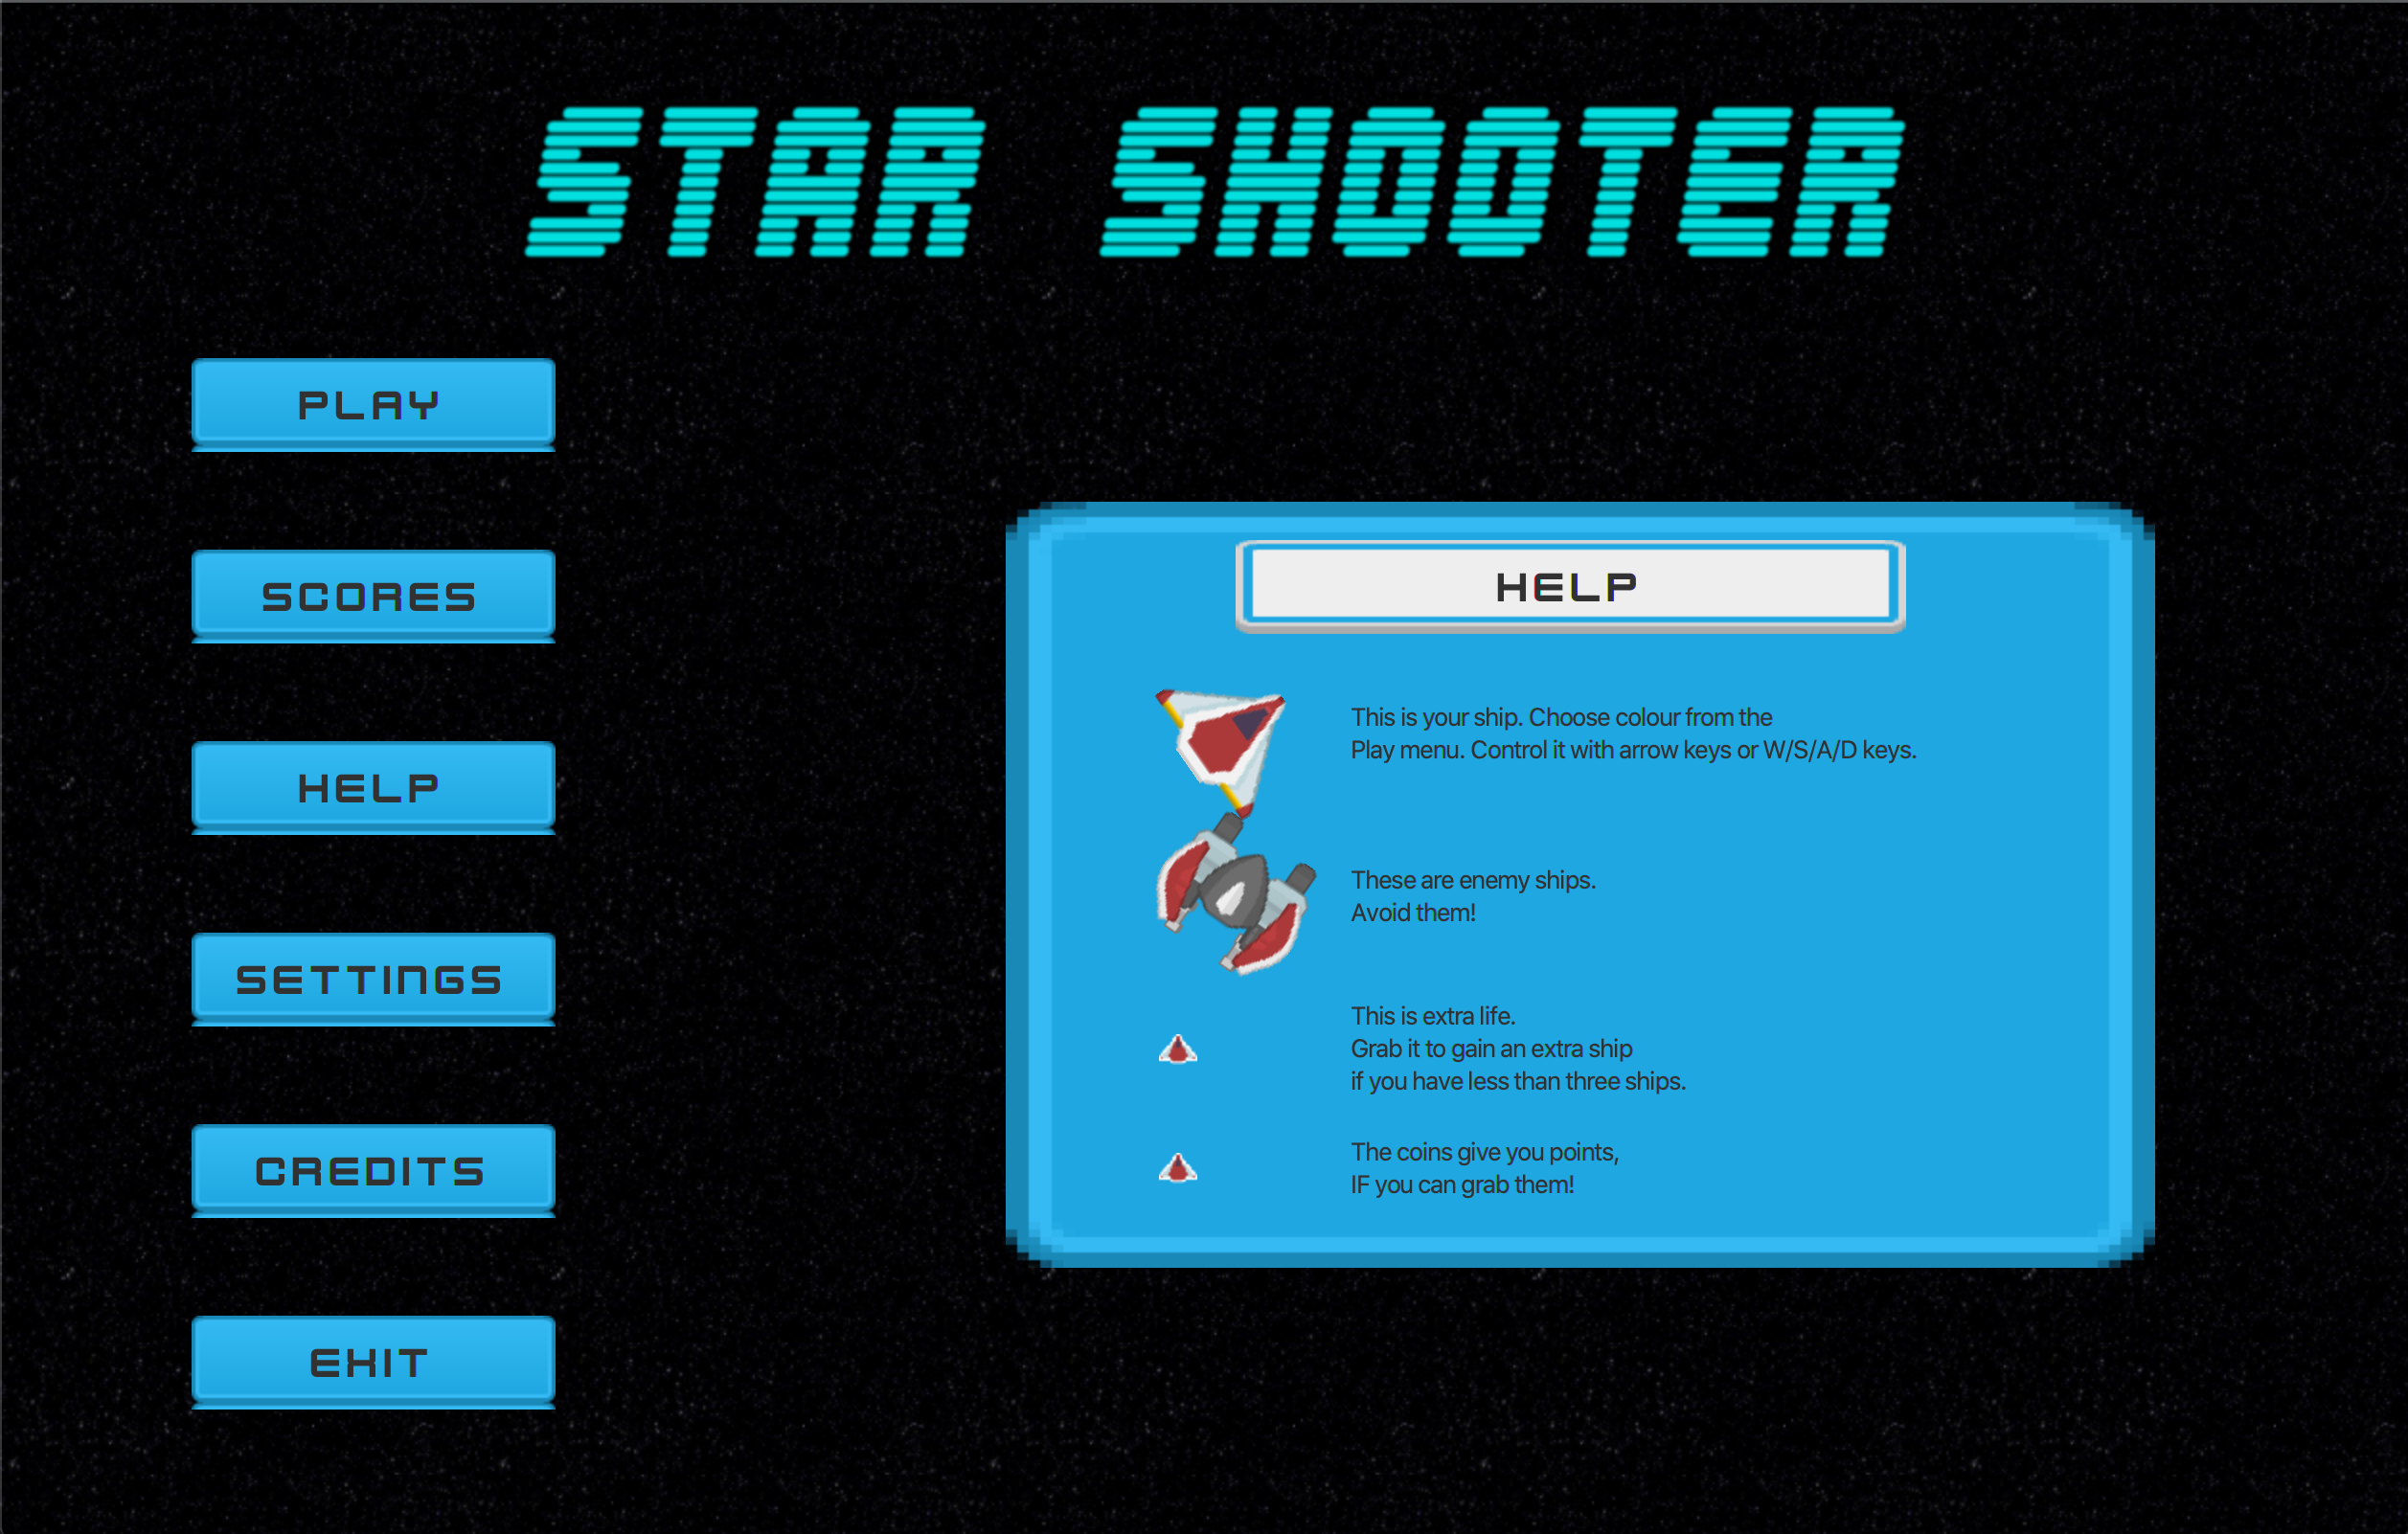 STAR SHOOTER
PLAY
SCORES
HELP
SETTINGS
CREDITS
EXIT
HELP
This is your ship. Choose colour from the
Play menu. Control it with arrow keys or W/S/A/D keys.
These are enemy ships.
Avoid them!
This is extra life.
Grab it to gain an extra ship
if you have less than three ships.
The coins give you points,
IF you can grab them!